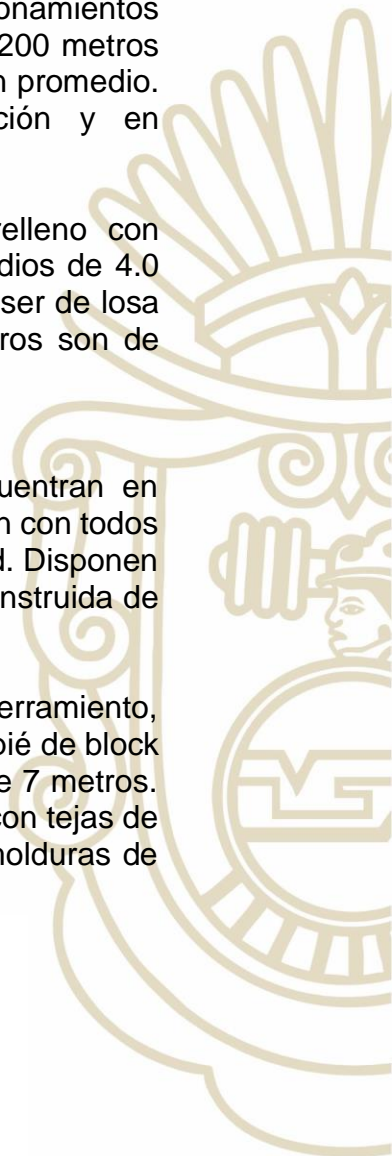 onamientos
200 metros
n promedio.
ción y en
elleno con
dios de 4.0
ser de losa
ros son de
uentran en
n con todos
d. Disponen
nstruida de
erramiento,
pié de block
e 7 metros.
con tejas de
nolduras de